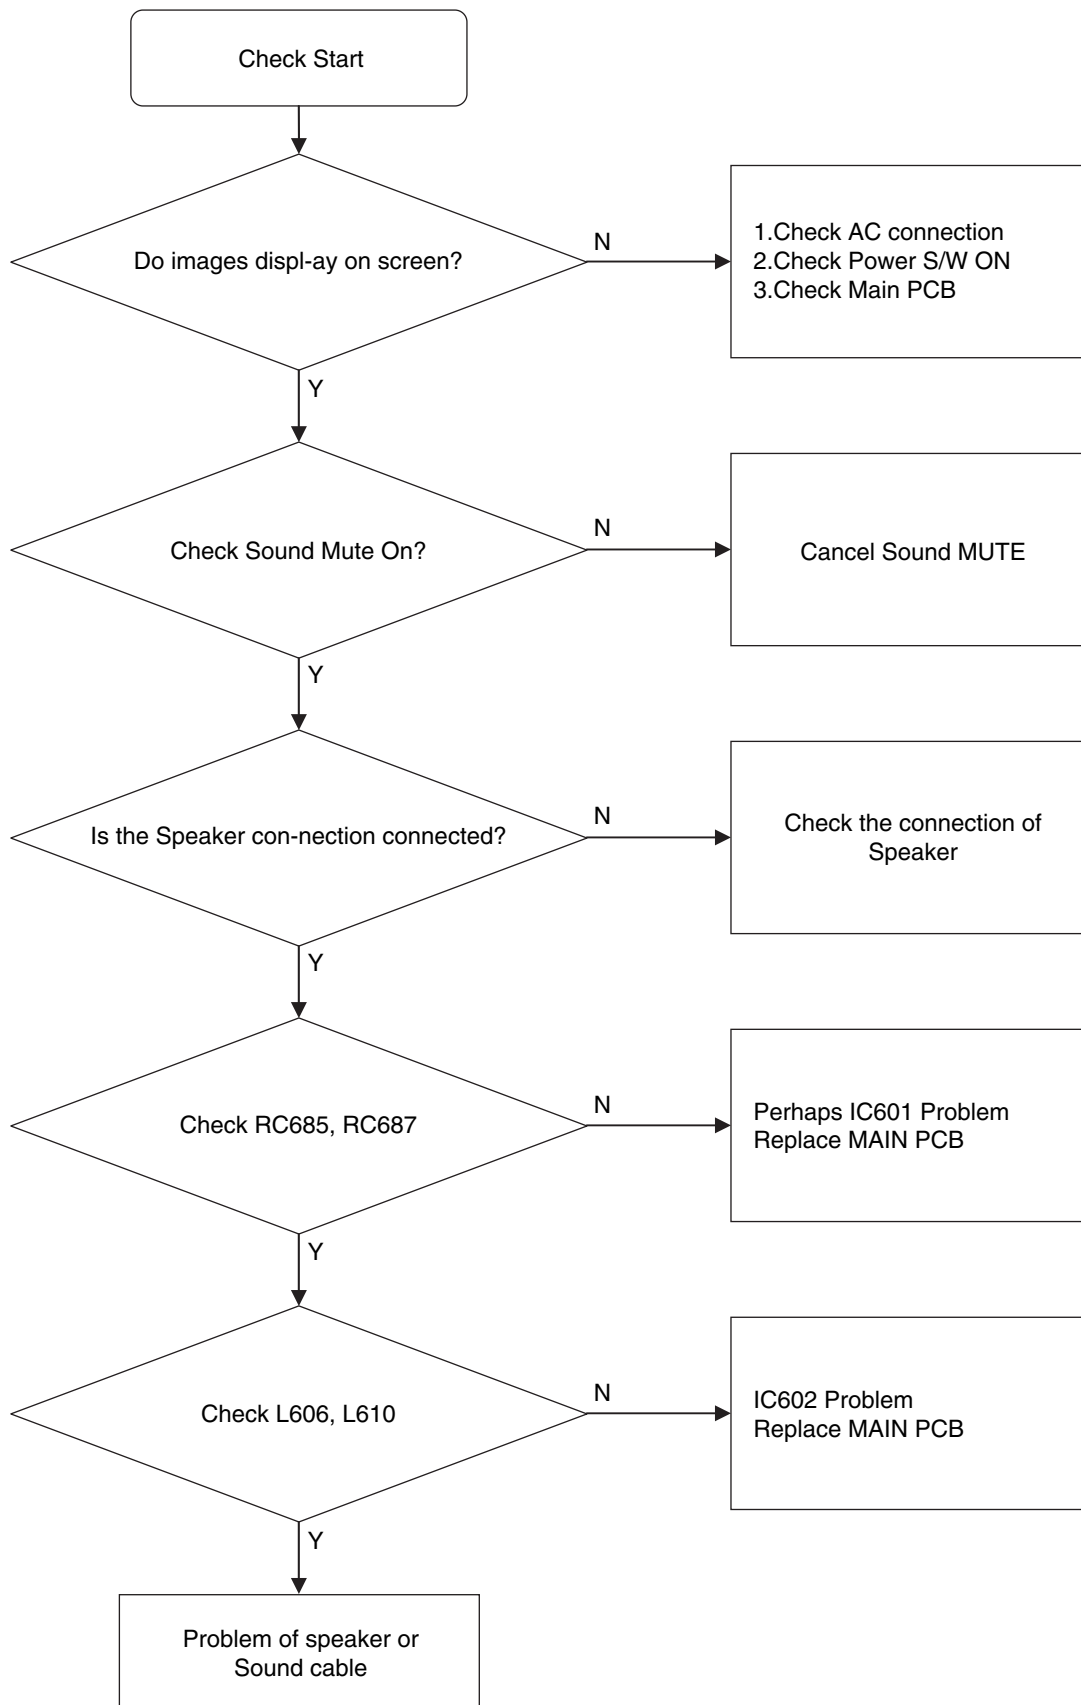 Check Start
Do images displ-ay on screen?
N
1.Check AC connection
2.Check Power S/W ON
3.Check Main PCB
Y
Check Sound Mute On?
N
Cancel Sound MUTE
Y
Is the Speaker con-nection connected?
N
Check the connection of
Speaker
Y
Check RC685, RC687
N
Perhaps IC601 Problem
Replace MAIN PCB
Y
Check L606, L610
N
IC602 Problem
Replace MAIN PCB
Y
Problem of speaker or
Sound cable